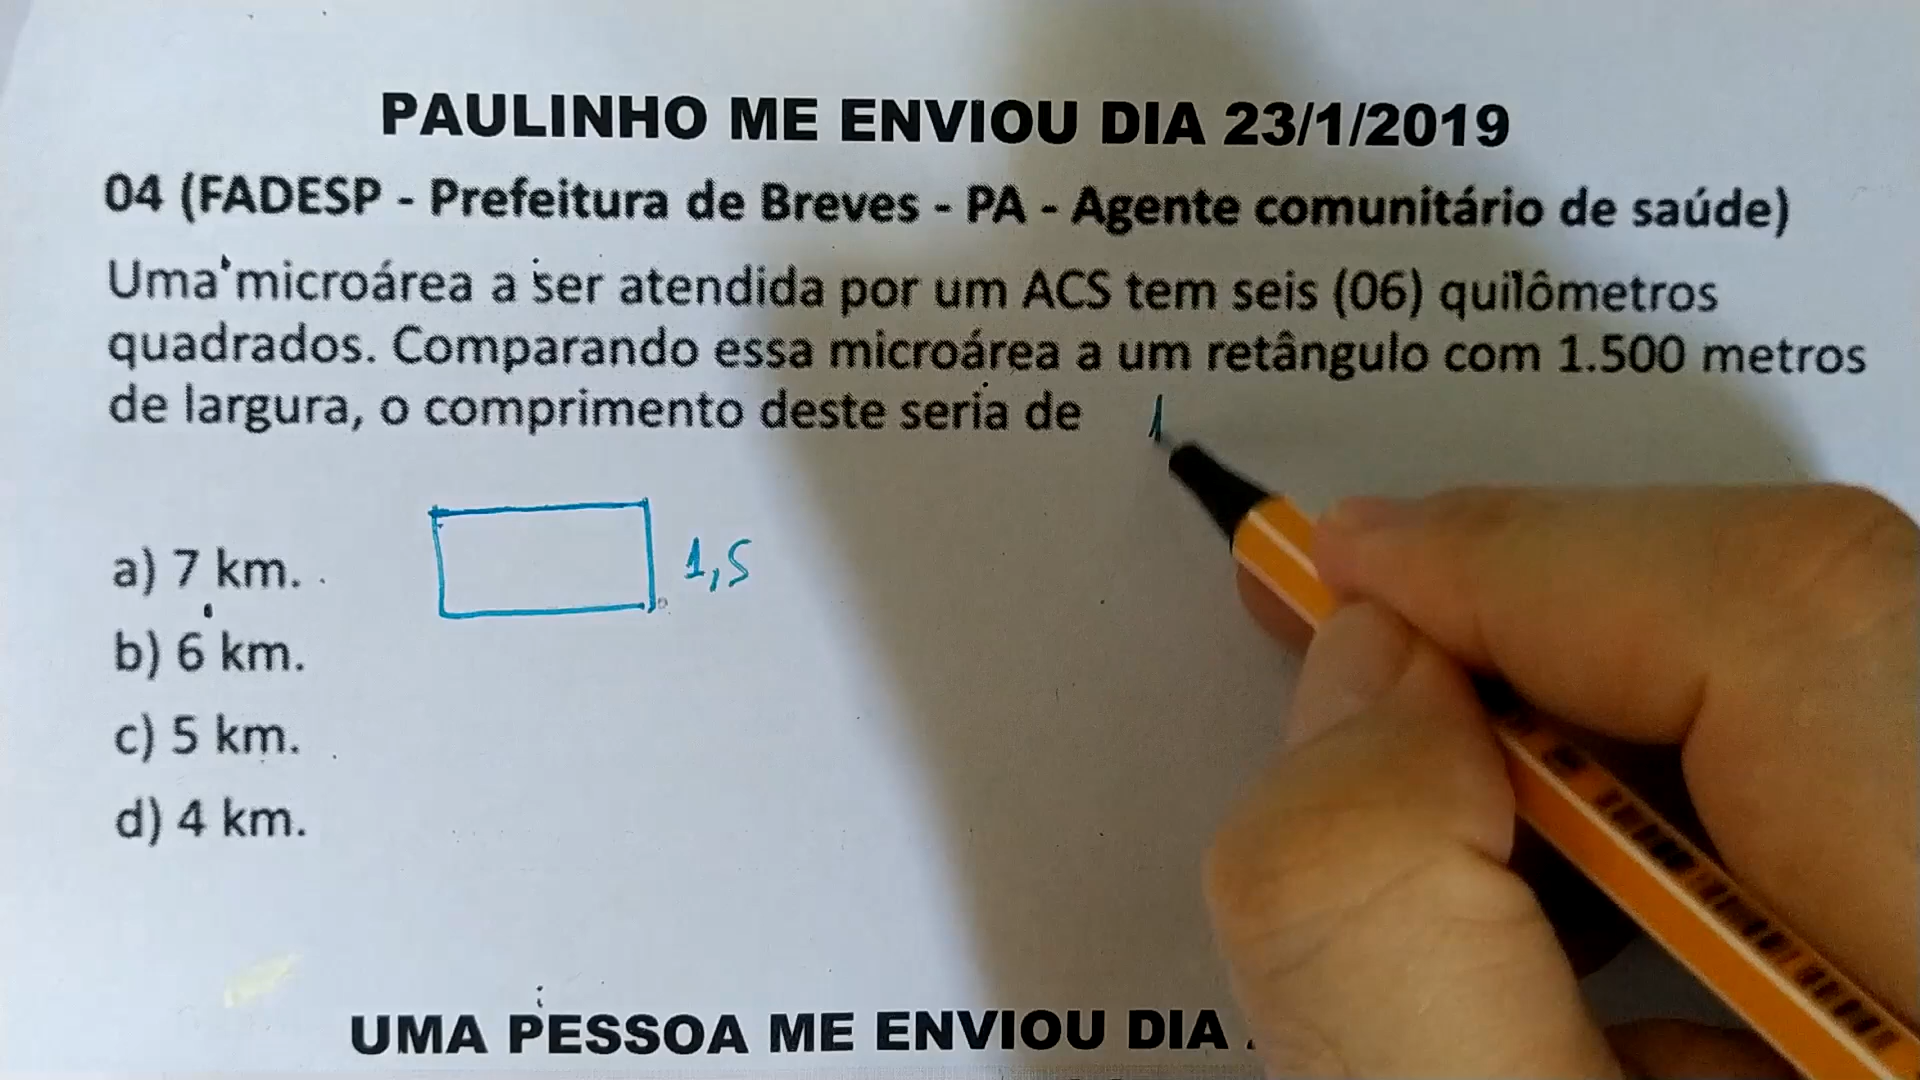 PAULINHO ME ENVIOU DIA 23/1/2019
04 (FADESP - Prefeitura de Breves - PA - Agente comunitário de saúde)
Uma microárea a ser atendida por um ACS tem seis (06) quilômetros
quadrados. Comparando essa microárea a um retângulo com 1.500 metros
de largura, o comprimento deste seria de
1
1,5
a) 7 km.
b) 6 km.
c) 5 km.
d) 4 km.
UMA PESSOA ME ENVIOU DIA